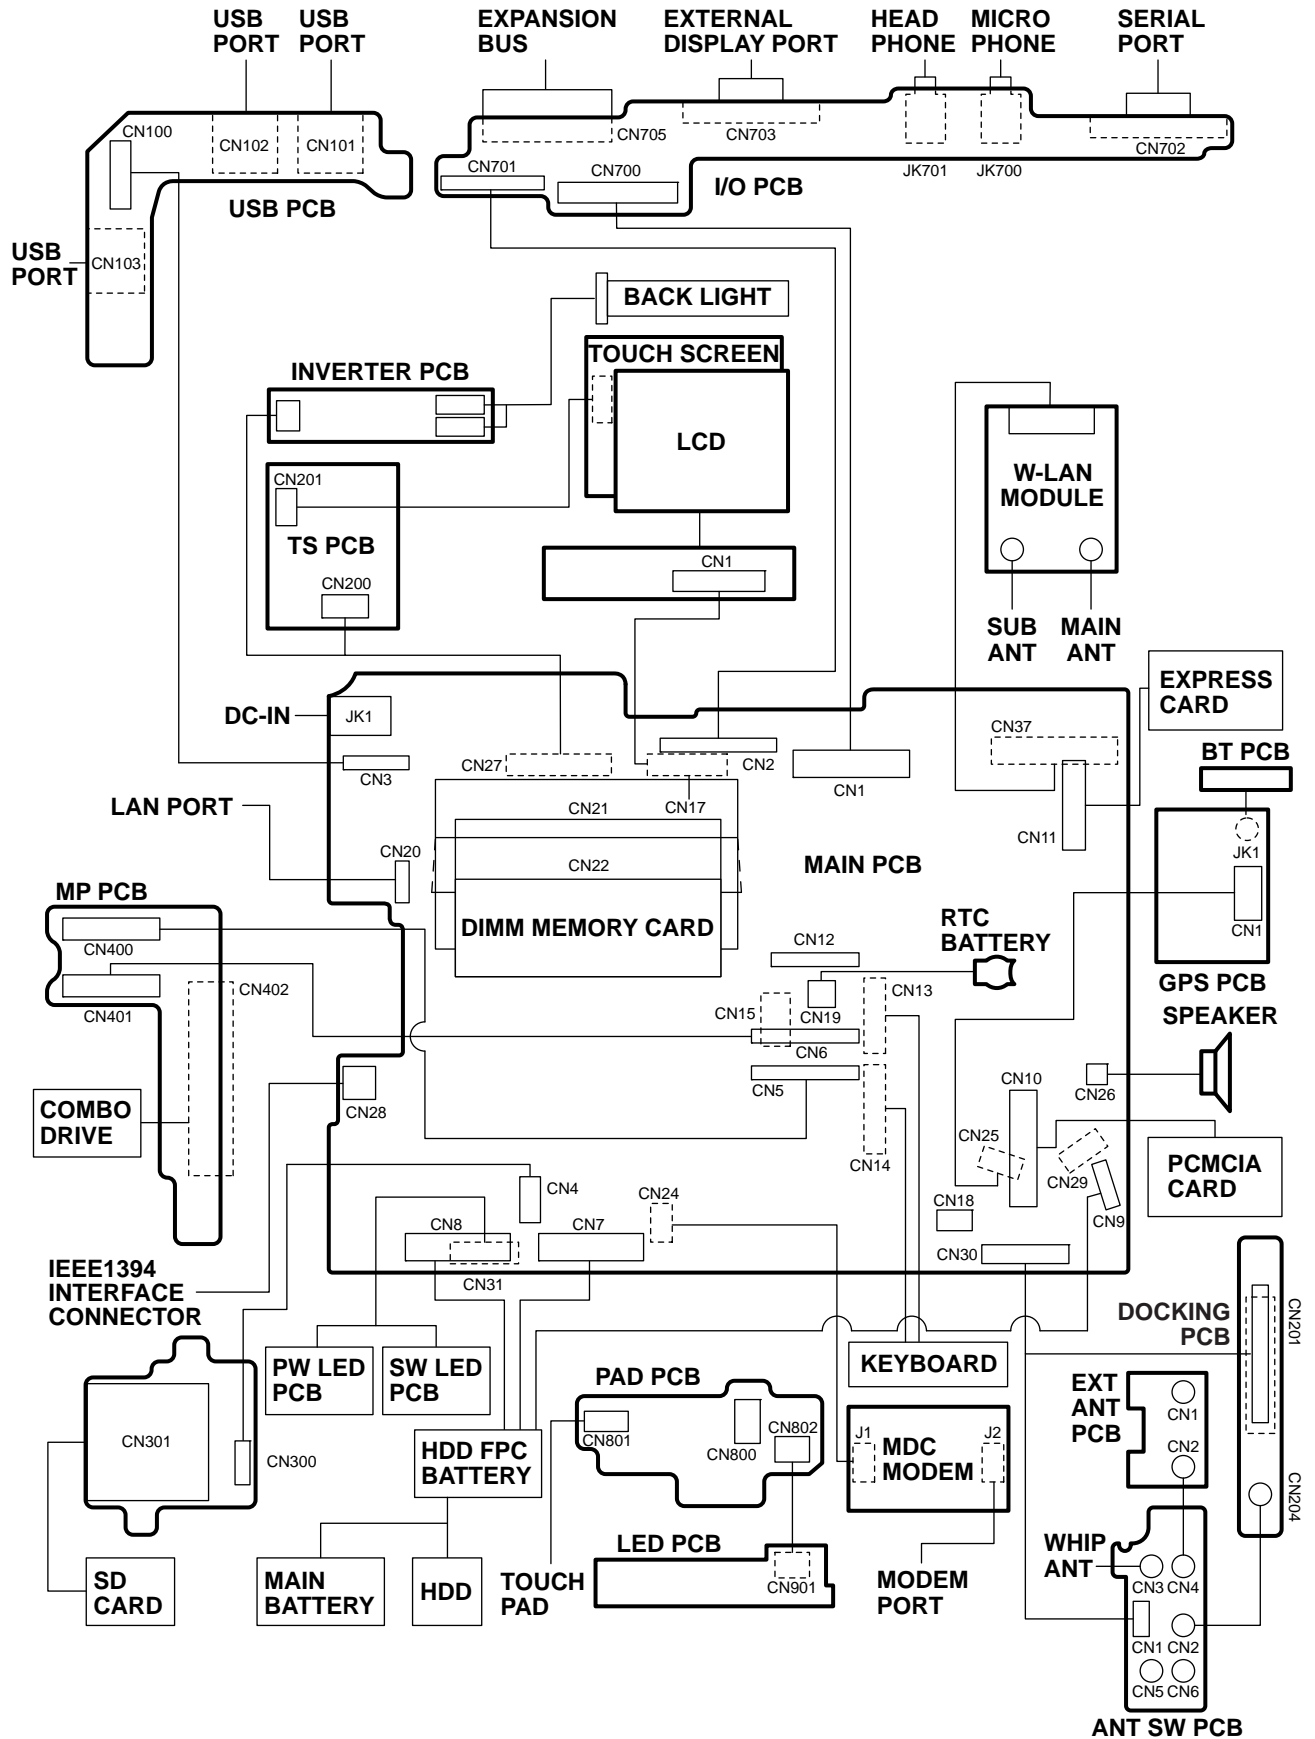 USB
PORT
USB
PORT
EXPANSION
BUS
EXTERNAL
DISPLAY PORT
HEAD
PHONE
MICRO
PHONE
SERIAL
PORT
CN100
CN102
CN101
CN705
CN703
CN702
CN701
CN700
JK701
JK700
USB PCB
I/O PCB
USB
PORT
CN103
BACK LIGHT
TOUCH SCREEN
INVERTER PCB
LCD
CN201
TS PCB
CN200
CN1
W-LAN
MODULE
SUB
ANT
MAIN
ANT
EXPRESS
CARD
DC-IN
JK1
CN37
BT PCB
CN3
CN27
CN2
CN1
CN17
LAN PORT
CN21
CN11
JK1
CN20
CN22
MAIN PCB
MP PCB
CN1
DIMM MEMORY CARD
RTC
BATTERY
CN400
CN12
GPS PCB
CN402
CN13
CN401
CN15
CN19
SPEAKER
CN6
CN5
CN10
CN26
COMBO
DRIVE
CN28
CN25
CN14
CN29
PCMCIA
CARD
CN4
CN24
CN18
CN9
CN8
CN7
CN30
CN31
IEEE1394
INTERFACE
CONNECTOR
DOCKING
PCB
CN201
PW LED
PCB
SW LED
PCB
KEYBOARD
PAD PCB
EXT
ANT
PCB
CN1
CN301
CN300
HDD FPC
BATTERY
CN801
CN800
CN802
J1
MDC
MODEM
J2
CN2
CN204
LED PCB
WHIP
ANT
SD
CARD
MAIN
BATTERY
HDD
TOUCH
PAD
CN901
MODEM
PORT
CN3
CN4
CN1
CN2
CN5
CN6
ANT SW PCB